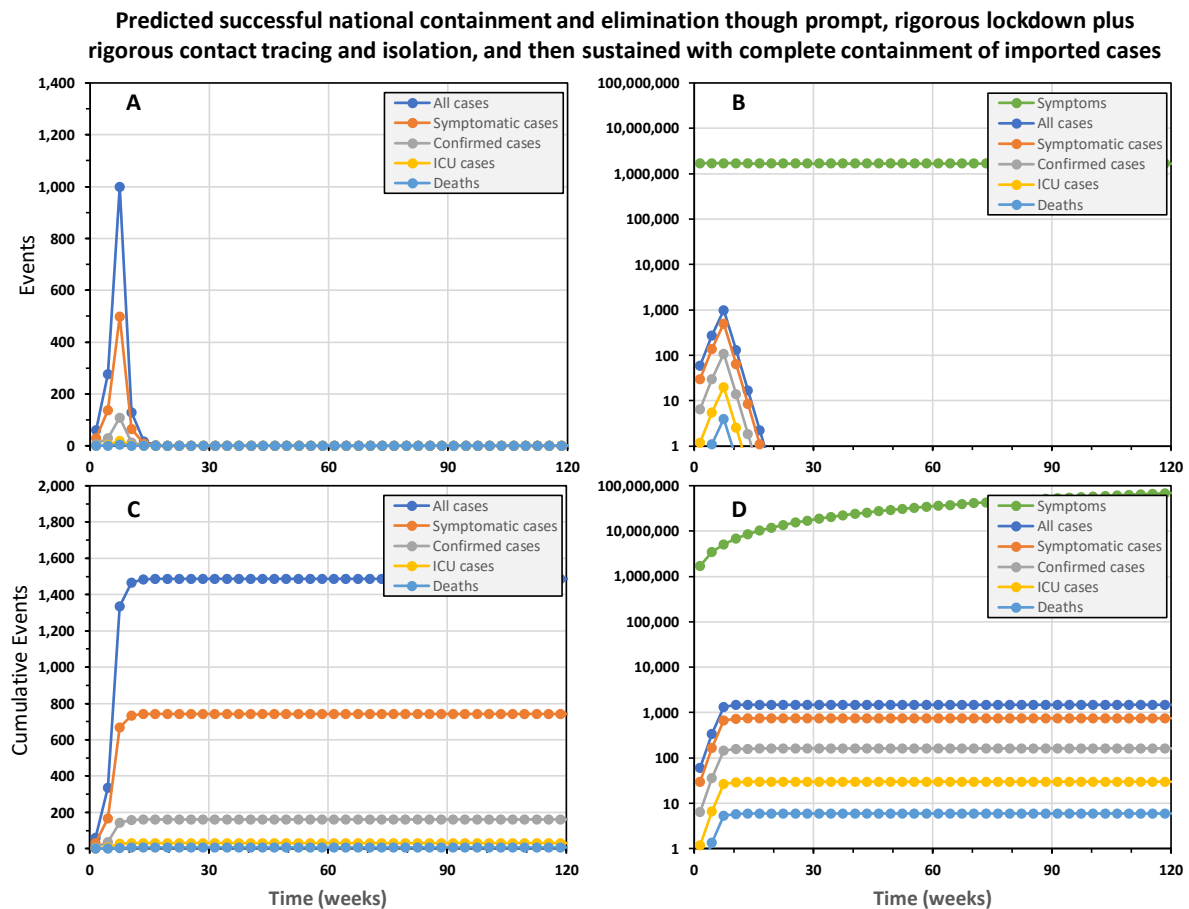 Predicted successful national containment and elimination though prompt, rigorous lockdown plus
rigorous contact tracing and isolation, and then sustained with complete containment of imported cases
A
Events
1,400
1,200
1,000
800
600
400
200
0
0 30 60 90 120
All cases
Symptomatic cases
Confirmed cases
ICU cases
Deaths
B
100,000,000
10,000,000
1,000,000
100,000
10,000
1,000
100
10
1
0 30 60 90 120
Symptoms
All cases
Symptomatic cases
Confirmed cases
ICU cases
Deaths
C
Cumulative Events
2,000
1,800
1,600
1,400
1,200
1,000
800
600
400
200
0
0 30 60 90 120
Time (weeks)
All cases
Symptomatic cases
Confirmed cases
ICU cases
Deaths
D
100,000,000
10,000,000
1,000,000
100,000
10,000
1,000
100
10
1
0 30 60 90 120
Time (weeks)
Symptoms
All cases
Symptomatic cases
Confirmed cases
ICU cases
Deaths